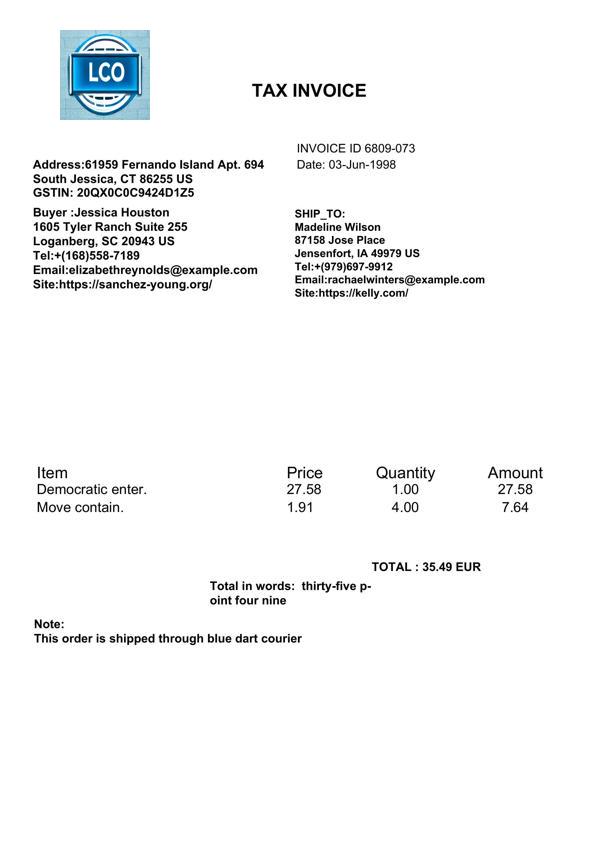 LCO
TAX INVOICE
INVOICE ID 6809-073
Date: 03-Jun-1998
Address:61959 Fernando Island Apt. 694
South Jessica, CT 86255 US
GSTIN: 20QX0C0C9424D1Z5
Buyer :Jessica Houston
1605 Tyler Ranch Suite 255
Loganberg, SC 20943 US
Tel:+(168)558-7189
Email:elizabethreynolds@example.com
Site:https://sanchez-young.org/
SHIP_TO:
Madeline Wilson
87158 Jose Place
Jensenfort, IA 49979 US
Tel:+(979)697-9912
Email:rachaelwinters@example.com
Site:https://kelly.com/
Item Price Quantity Amount
Democratic enter. 27.58 1.00 27.58
Move contain. 1.91 4.00 7.64
TOTAL : 35.49 EUR
Total in words: thirty-five p-
oint four nine
Note:
This order is shipped through blue dart courier